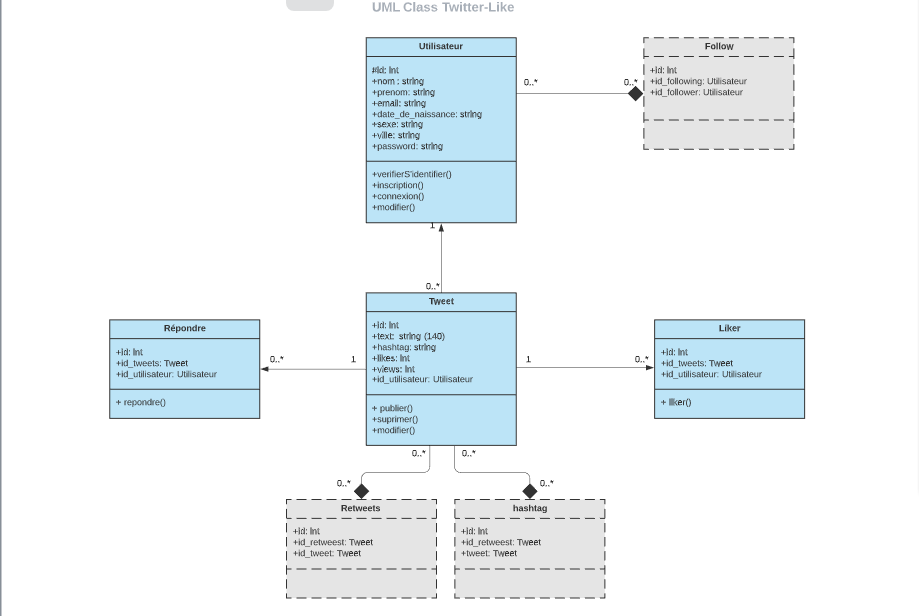 UML Class Twitter-Like
Utilisateur
#id: Int
+nom : string
+prenom: string
+email: string
+date_de_naissance: string
+sexe: string
+ville: string
+password: string
+verifierS'identifier()
+inscription()
+connexion()
+modifier()
0..*
0..*
Follow
+id: Int
+id_following: Utilisateur
+id_follower: Utilisateur
1
0..*
Tweet
+id: Int
+text: string (140)
+hashtag: string
+likes: Int
+views: Int
+id_utilisateur: Utilisateur
+ publier()
+suprimer()
+modifier()
Répondre
+id: Int
+id_tweets: Tweet
+id_utilisateur: Utilisateur
+ repondre()
0..*
1
1
0..*
Liker
+id: Int
+id_tweets: Tweet
+id_utilisateur: Utilisateur
+ liker()
0..*
0..*
0..*
0..*
Retweets
+id: Int
+id_retweest: Tweet
+id_tweet: Tweet
hashtag
+id: Int
+id_retweest: Tweet
+tweet: Tweet